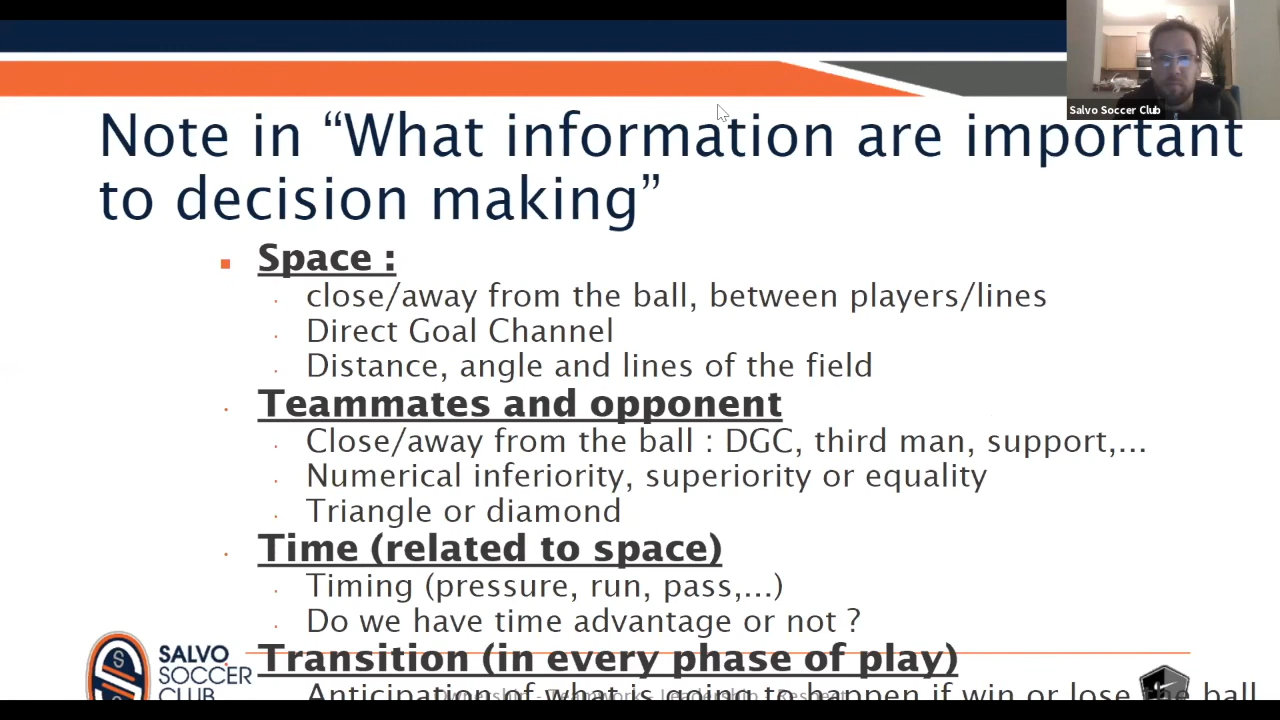 Salvo Soccer Club
Note in “What information are important
to decision making”
Space :
close/away from the ball, between players/lines
Direct Goal Channel
Distance, angle and lines of the field
Teammates and opponent
Close/away from the ball : DGC, third man, support,...
Numerical inferiority, superiority or equality
Triangle or diamond
Time (related to space)
Timing (pressure, run, pass,...)
Do we have time advantage or not ?
Transition (in every phase of play)
Anticipation of what is going to happen if win or lose the ball
SALVO
SOCCER
CLUB